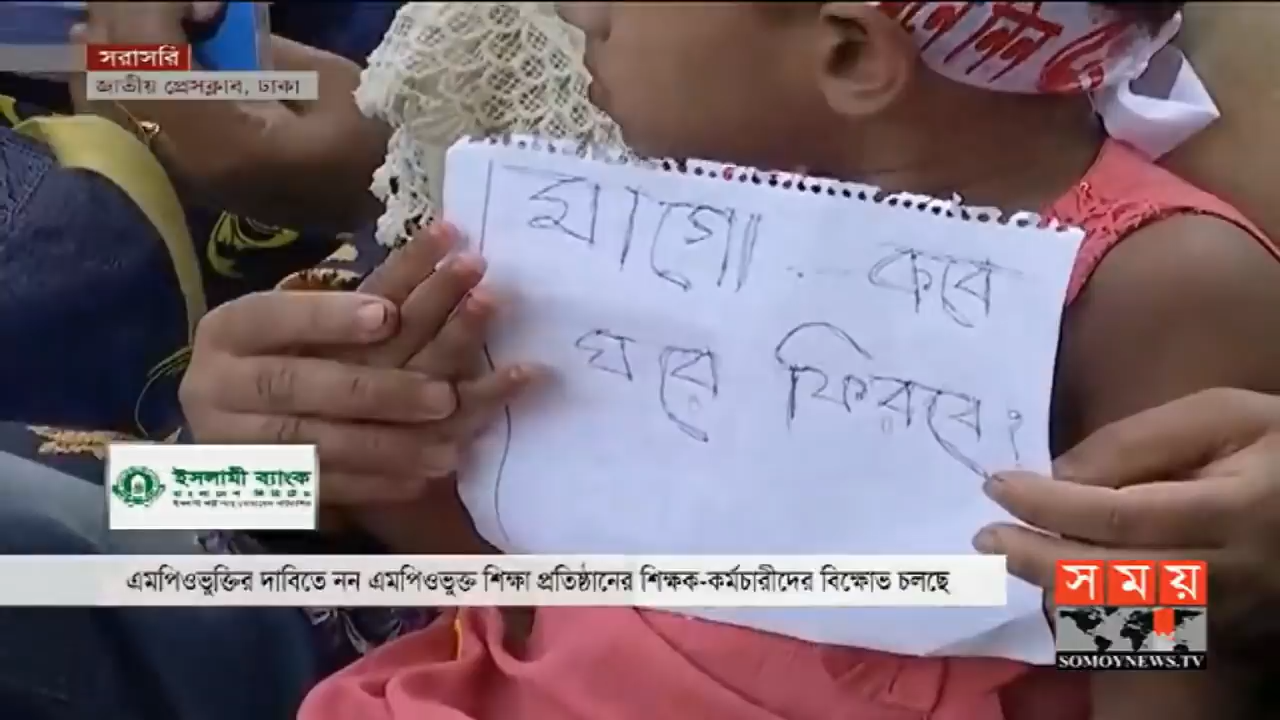 সরাসরি
জাতীয় প্রেসক্লাব, ঢাকা
মাগো কবে
ঘরে ফিরবে?
ইসলামী ব্যাংক
এমপিওভুক্তির দাবিতে নন এমপিওভুক্ত শিক্ষা প্রতিষ্ঠানের শিক্ষক-কর্মচারীদের বিক্ষোভ চলছে
সময়
SOMOYNEWS.TV